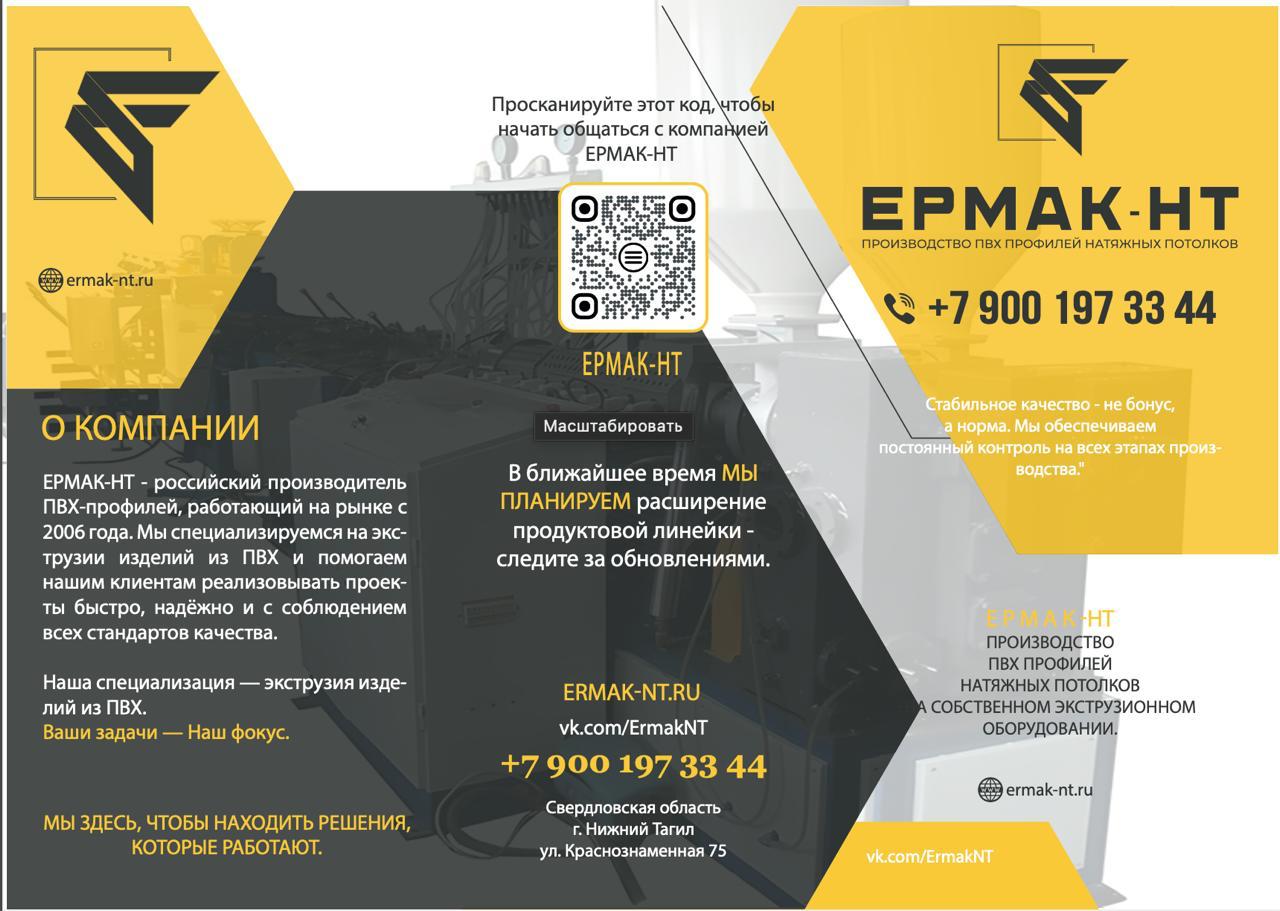 ermak-nt.ru
О КОМПАНИИ
ЕРМАК-НТ - российский производитель
ПВХ-профилей, работающий на рынке с
2006 года. Мы специализируемся на экс-
трузии изделий из ПВХ и помогаем
нашим клиентам реализовывать проек-
ты быстро, надёжно и с соблюдением
всех стандартов качества.
Наша специализация — экструзия изде-
лий из ПВХ.
Ваши задачи — Наш фокус.
МЫ ЗДЕСЬ, ЧТОБЫ НАХОДИТЬ РЕШЕНИЯ,
КОТОРЫЕ РАБОТАЮТ.
Просканируйте этот код, чтобы
начать общаться с компанией
ЕРМАК-НТ
ЕРМАК-НТ
Масштабировать
В ближайшее время МЫ
ПЛАНИРУЕМ расширение
продуктовой линейки -
следите за обновлениями.
ERMAK-NT.RU
vk.com/ErmakNT
+7 900 197 33 44
Свердловская область
г. Нижний Тагил
ул. Краснознаменная 75
ЕРМАК-НТ
ПРОИЗВОДСТВО ПВХ ПРОФИЛЕЙ НАТЯЖНЫХ ПОТОЛКОВ
+7 900 197 33 44
Стабильное качество - не бонус,
а норма. Мы обеспечиваем
постоянный контроль на всех этапах произ-
водства."
ЕРМАК-НТ
ПРОИЗВОДСТВО
ПВХ ПРОФИЛЕЙ
НАТЯЖНЫХ ПОТОЛКОВ
НА СОБСТВЕННОМ ЭКСТРУЗИОННОМ
ОБОРУДОВАНИИ.
ermak-nt.ru
vk.com/ErmakNT